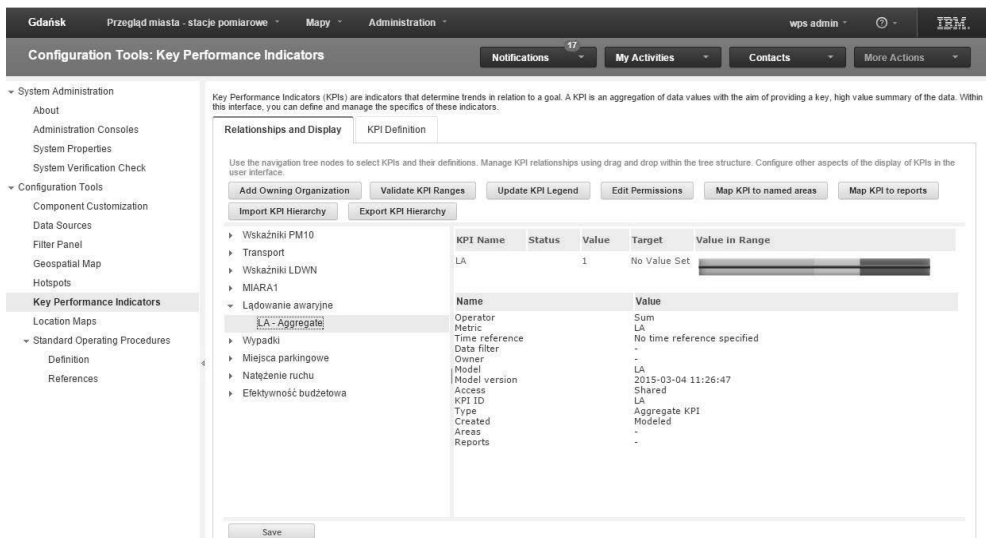 Gdańsk Przegląd miasta - stacje pomiarowe Mapy Administration wps admin ? IBM.
Configuration Tools: Key Performance Indicators Notifications 17 My Activities Contacts More Actions
System Administration
About
Administration Consoles
System Properties
System Verification Check
Configuration Tools
Component Customization
Data Sources
Filter Panel
Geospatial Map
Hotspots
Key Performance Indicators
Location Maps
Standard Operating Procedures
Definition
References
Key Performance Indicators (KPIs) are indicators that determine trends in relation to a goal. A KPI is an aggregation of data values with the aim of providing a key, high value summary of the data. Within
this interface, you can define and manage the specifics of these indicators.
Relationships and Display KPI Definition
Use the navigation tree nodes to select KPIs and their definitions. Manage KPI relationships using drag and drop within the tree structure. Configure other aspects of the display of KPIs in the
user interface.
Add Owning Organization Validate KPI Ranges Update KPI Legend Edit Permissions Map KPI to named areas Map KPI to reports
Import KPI Hierarchy Export KPI Hierarchy
Wskaźniki PM10
Transport
Wskaźniki LDWN
MIARA1
Lądowanie awaryjne
LA - Aggregate
Wypadki
Miejsca parkingowe
Natężenie ruchu
Efektywność budżetowa
KPI Name Status Value Target Value in Range
LA 1 No Value Set
Name Value
Operator Sum
Metric LA
Time reference No time reference specified
Data filter -
Owner -
Model LA
Model version 2015-03-04 11:26:47
Access Shared
KPI ID LA
Type Aggregate KPI
Created Modeled
Areas -
Reports -
Save